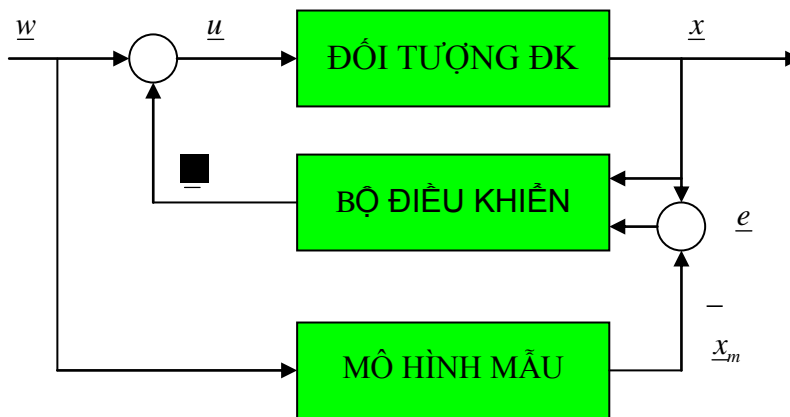 w
u
ĐỐI TƯỢNG ĐK
x
BỘ ĐIỀU KHIỂN
e
−
MÔ HÌNH MẪU
x_m